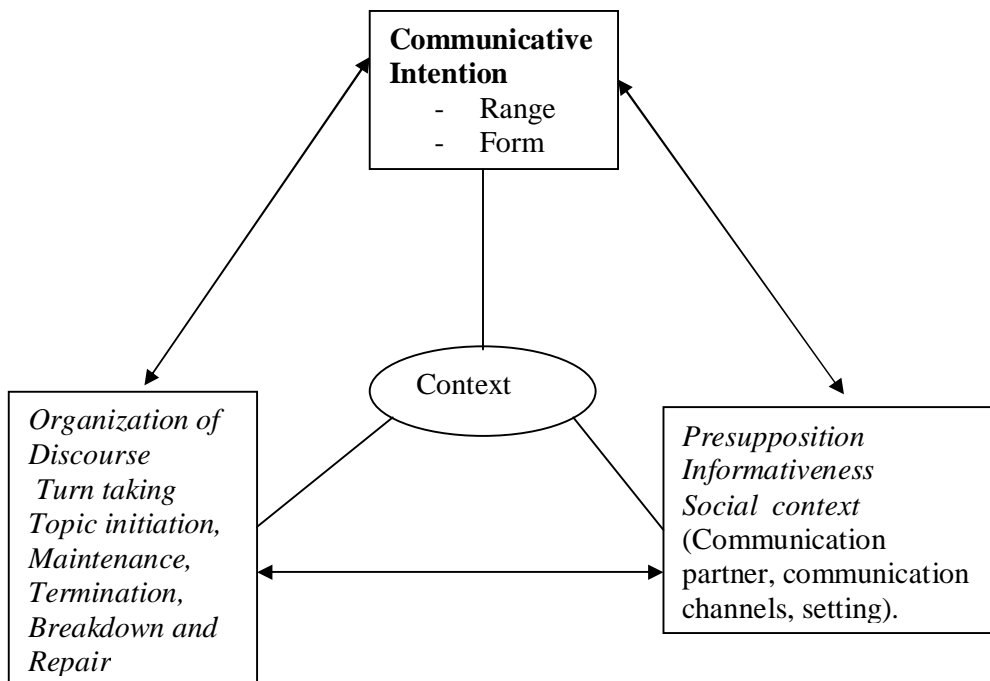 Communicative
Intention
- Range
- Form
Context
Organization of
Discourse
Turn taking
Topic initiation,
Maintenance,
Termination,
Breakdown and
Repair
Presupposition
Informativeness
Social context
(Communication
partner, communication
channels, setting).